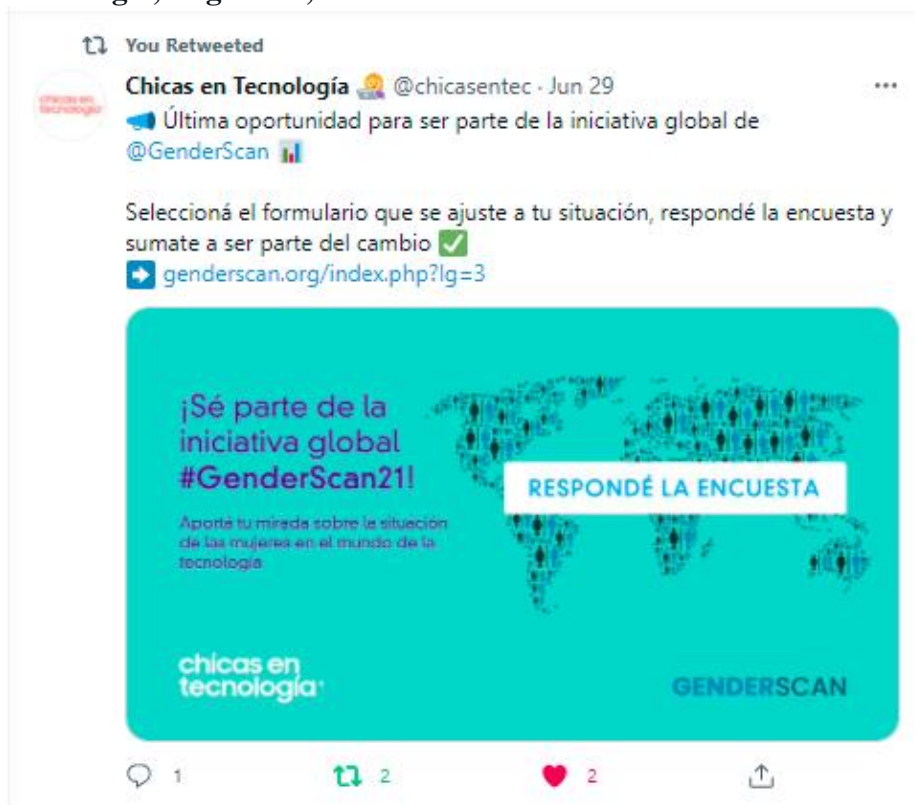 You Retweeted
Chicas en Tecnología @chicasentec · Jun 29
Última oportunidad para ser parte de la iniciativa global de
@GenderScan
Seleccioná el formulario que se ajuste a tu situación, respondé la encuesta y
sumate a ser parte del cambio
genderscan.org/index.php?lg=3
¡Sé parte de la
iniciativa global
#GenderScan21!
RESPONDÉ LA ENCUESTA
Aportá tu mirada sobre la situación
de las mujeres en el mundo de la
tecnología
chicas en
tecnología
GENDERSCAN
1 2 2